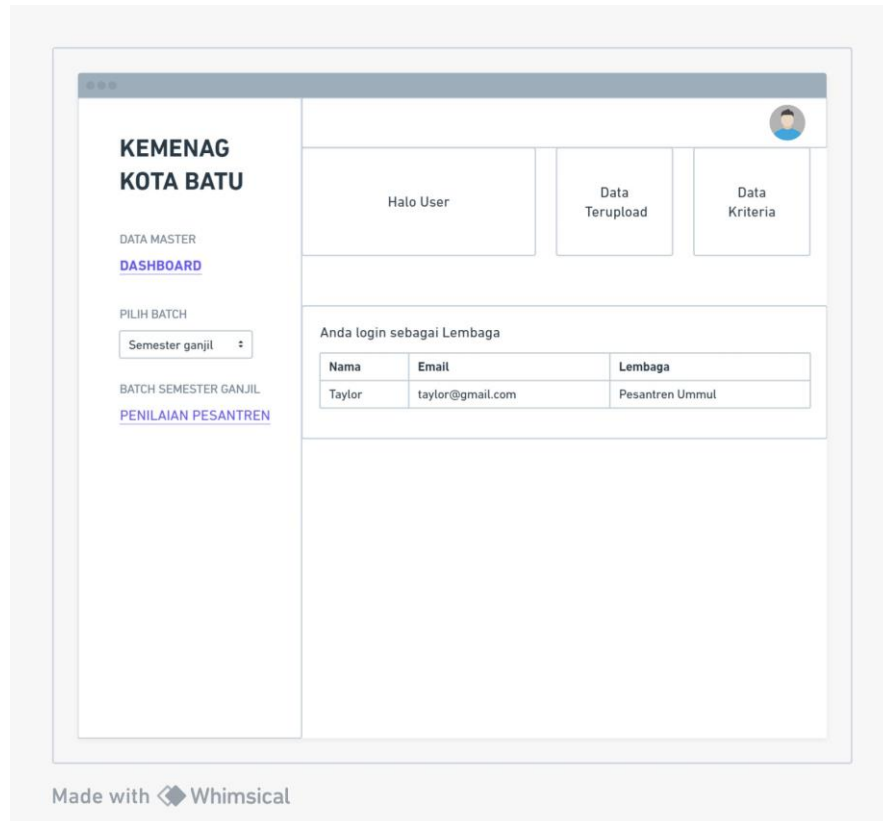 KEMENAG
KOTA BATU
DATA MASTER
DASHBOARD
PILIH BATCH
Semester ganjil
BATCH SEMESTER GANJIL
PENILAIAN PESANTREN
Halo User
Data
Terupload
Data
Kriteria
Anda login sebagai Lembaga
Nama Email Lembaga
Taylor taylor@gmail.com Pesantren Ummul
Made with Whimsical